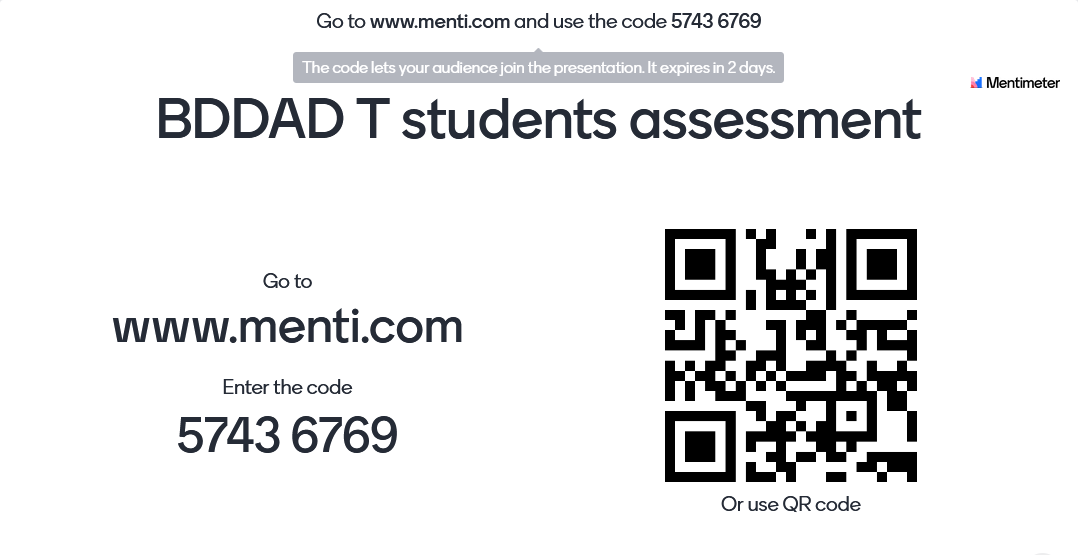 Go to www.menti.com and use the code 5743 6769
The code lets your audience join the presentation. It expires in 2 days.
Mentimeter
BDDAD T students assessment
Go to
www.menti.com
Enter the code
5743 6769
Or use QR code